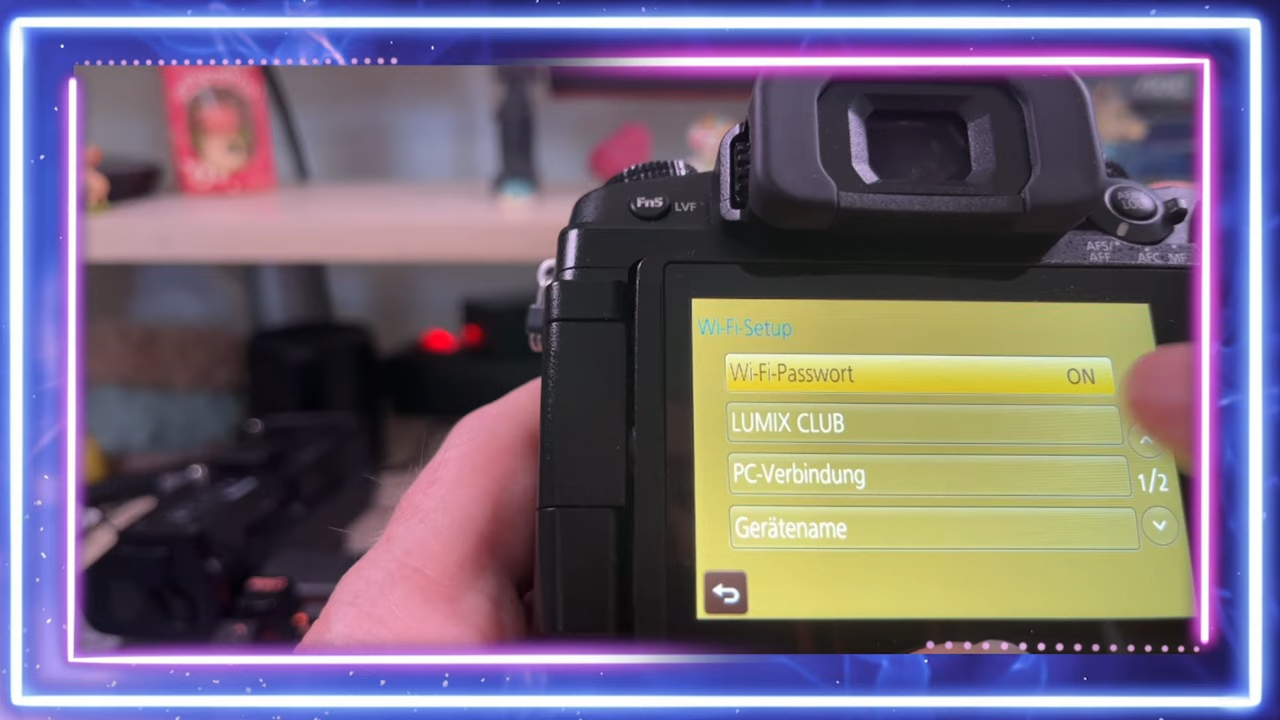 Fn5 LVF
AFS/
AFF AFC MF
Wi-Fi-Setup
Wi-Fi-Passwort ON
LUMIX CLUB
PC-Verbindung
1/2
Gerätename